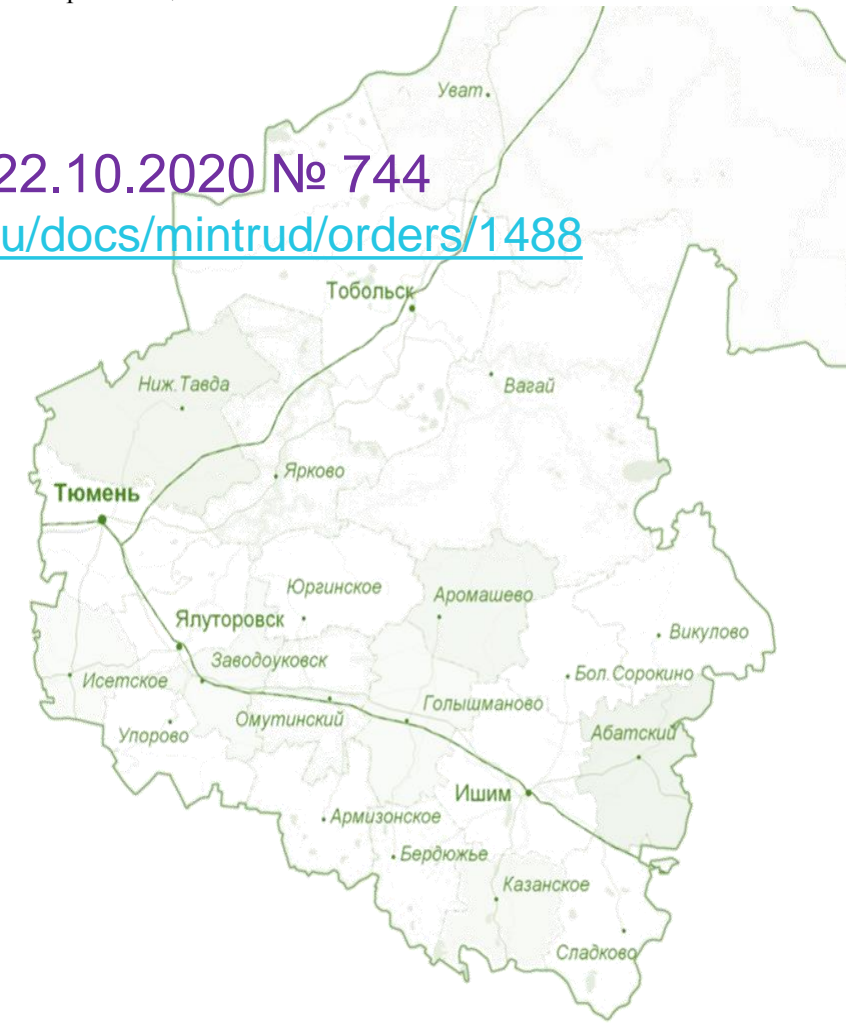 Уват
22.10.2020 № 744
u/docs/mintrud/orders/1488
Тобольск
Ниж.Тавда
Вагай
Ярково
Тюмень
Юргинское
Аромашево
Ялуторовск
Викулово
Заводоуковск
Бол.Сорокино
Исетское
Голышманово
Омутинский
Упорово
Абатский
Ишим
Армизонское
Бердюжье
Казанское
Сладково